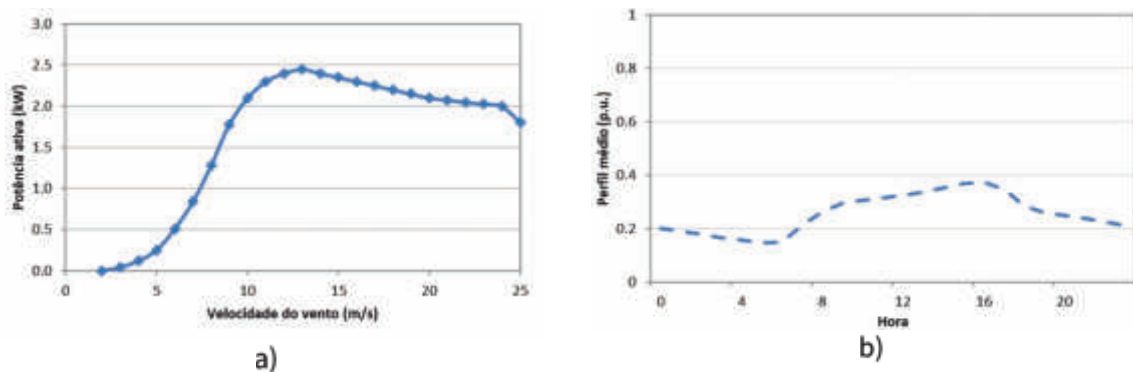 Potência ativa (kW)
3.0
2.5
2.0
1.5
1.0
0.5
0.0
0 5 10 15 20 25
Velocidade do vento (m/s)
a)
Perfil médio (p.u.)
1
0.8
0.6
0.4
0.2
0
0 4 8 12 16 20
Hora
b)